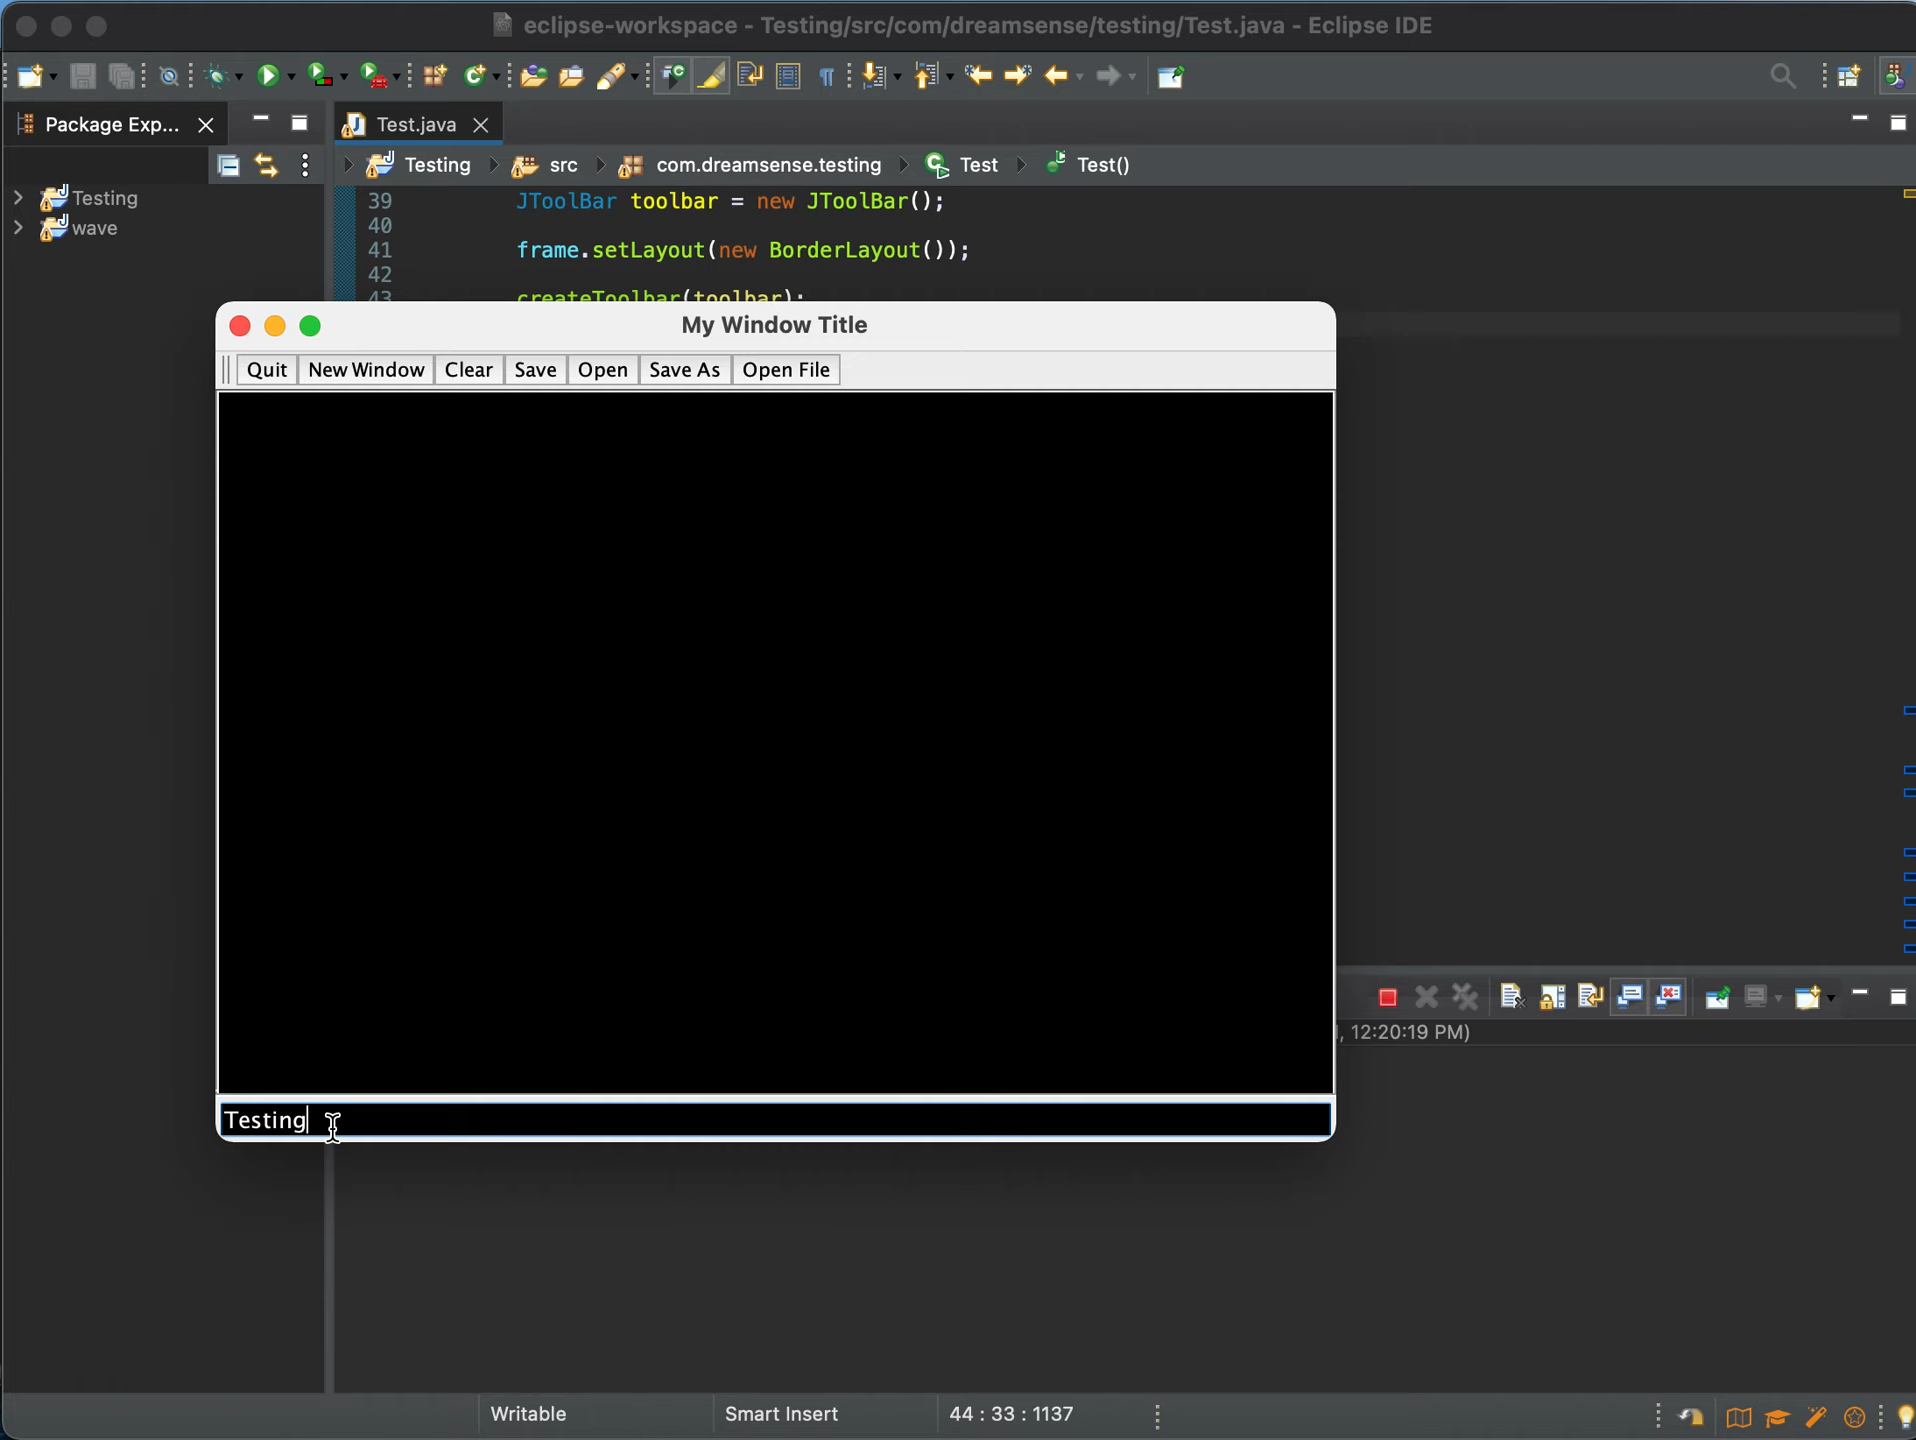 eclipse-workspace - Testing/src/com/dreamsense/testing/Test.java - Eclipse IDE
Package Exp...
Test.java
Testing
src
com.dreamsense.testing
Test
Test()
Testing
wave
39 JToolBar toolbar = new JToolBar();
40
41 frame.setLayout(new BorderLayout());
42
43 createToolbar(toolbar);
My Window Title
Quit New Window Clear Save Open Save As Open File
, 12:20:19 PM)
Testing
Writable Smart Insert 44 : 33 : 1137